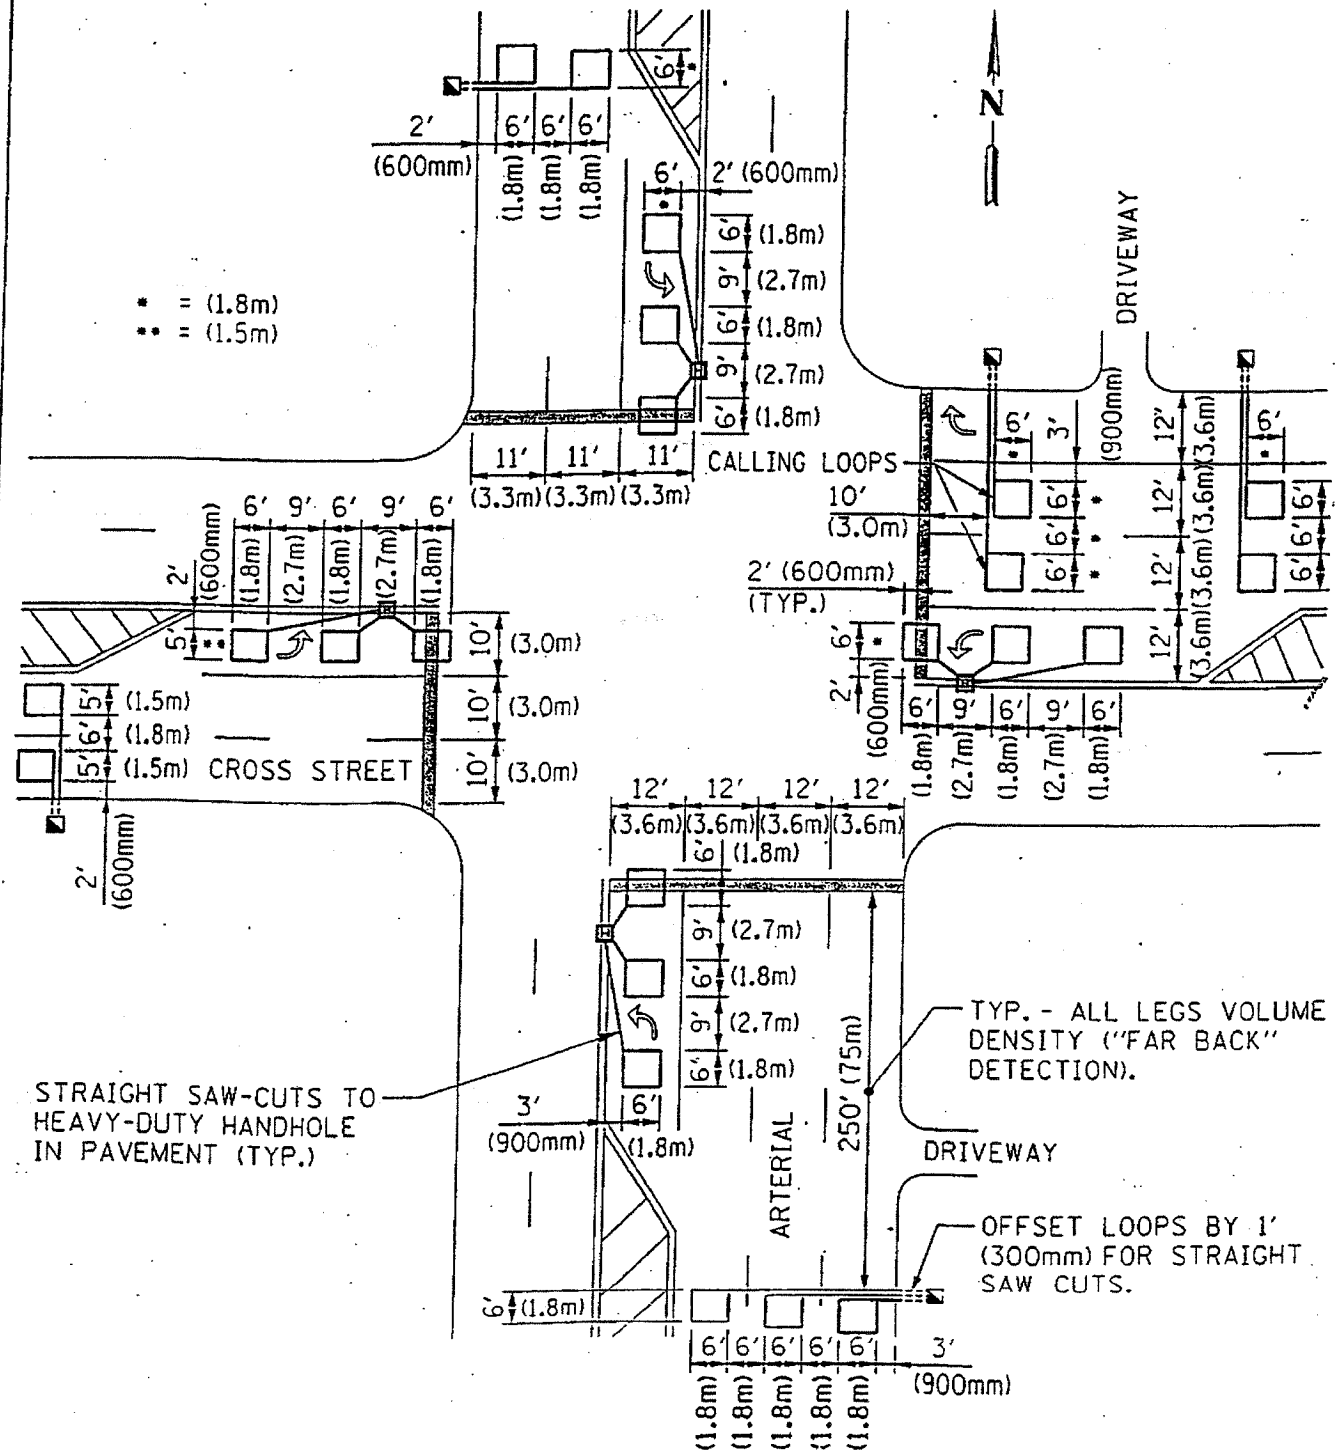 6'
*
2'
(600mm)
6' 6' 6'
(1.8m) (1.8m) (1.8m)
N
6'
*
2' (600mm)
6' (1.8m)
9' (2.7m)
6' (1.8m)
9' (2.7m)
6' (1.8m)
* = (1.8m)
** = (1.5m)
DRIVEWAY
11' 11' 11'
(3.3m)(3.3m)(3.3m)
CALLING LOOPS
10'
(3.0m)
2' (600mm)
(TYP.)
6'
*
3'
(900mm)
12"
(3.6m)
6'
*
6' *
6' *
6' *
12'
(3.6m)
12'
(3.6m)
12'
(3.6m)
6'
6'
6'
6' 9' 6' 9' 6'
(1.8m) (2.7m) (1.8m) (2.7m) (1.8m)
2'
(600mm)
5' **
10' (3.0m)
10' (3.0m)
10' (3.0m)
5' (1.5m)
6' (1.8m)
5' (1.5m)
CROSS STREET
2'
(600mm)
6' *
2'
(600mm)
6' 9' 6' 9' 6'
(1.8m) (2.7m) (1.8m) (2.7m) (1.8m)
12' 12' 12' 12'
(3.6m) (3.6m) (3.6m) (3.6m)
6' (1.8m)
9' (2.7m)
6' (1.8m)
9' (2.7m)
6' (1.8m)
H
H
H
H
STRAIGHT SAW-CUTS TO
HEAVY-DUTY HANDHOLE
IN PAVEMENT (TYP.)
3'
(900mm)
6'
(1.8m)
ARTERIAL
250' (75m)
TYP. - ALL LEGS VOLUME
DENSITY ("FAR BACK"
DETECTION).
DRIVEWAY
OFFSET LOOPS BY 1'
(300mm) FOR STRAIGHT
SAW CUTS.
6' (1.8m)
6' 6' 6' 6' 6'
(1.8m) (1.8m) (1.8m) (1.8m) (1.8m)
3'
(900mm)